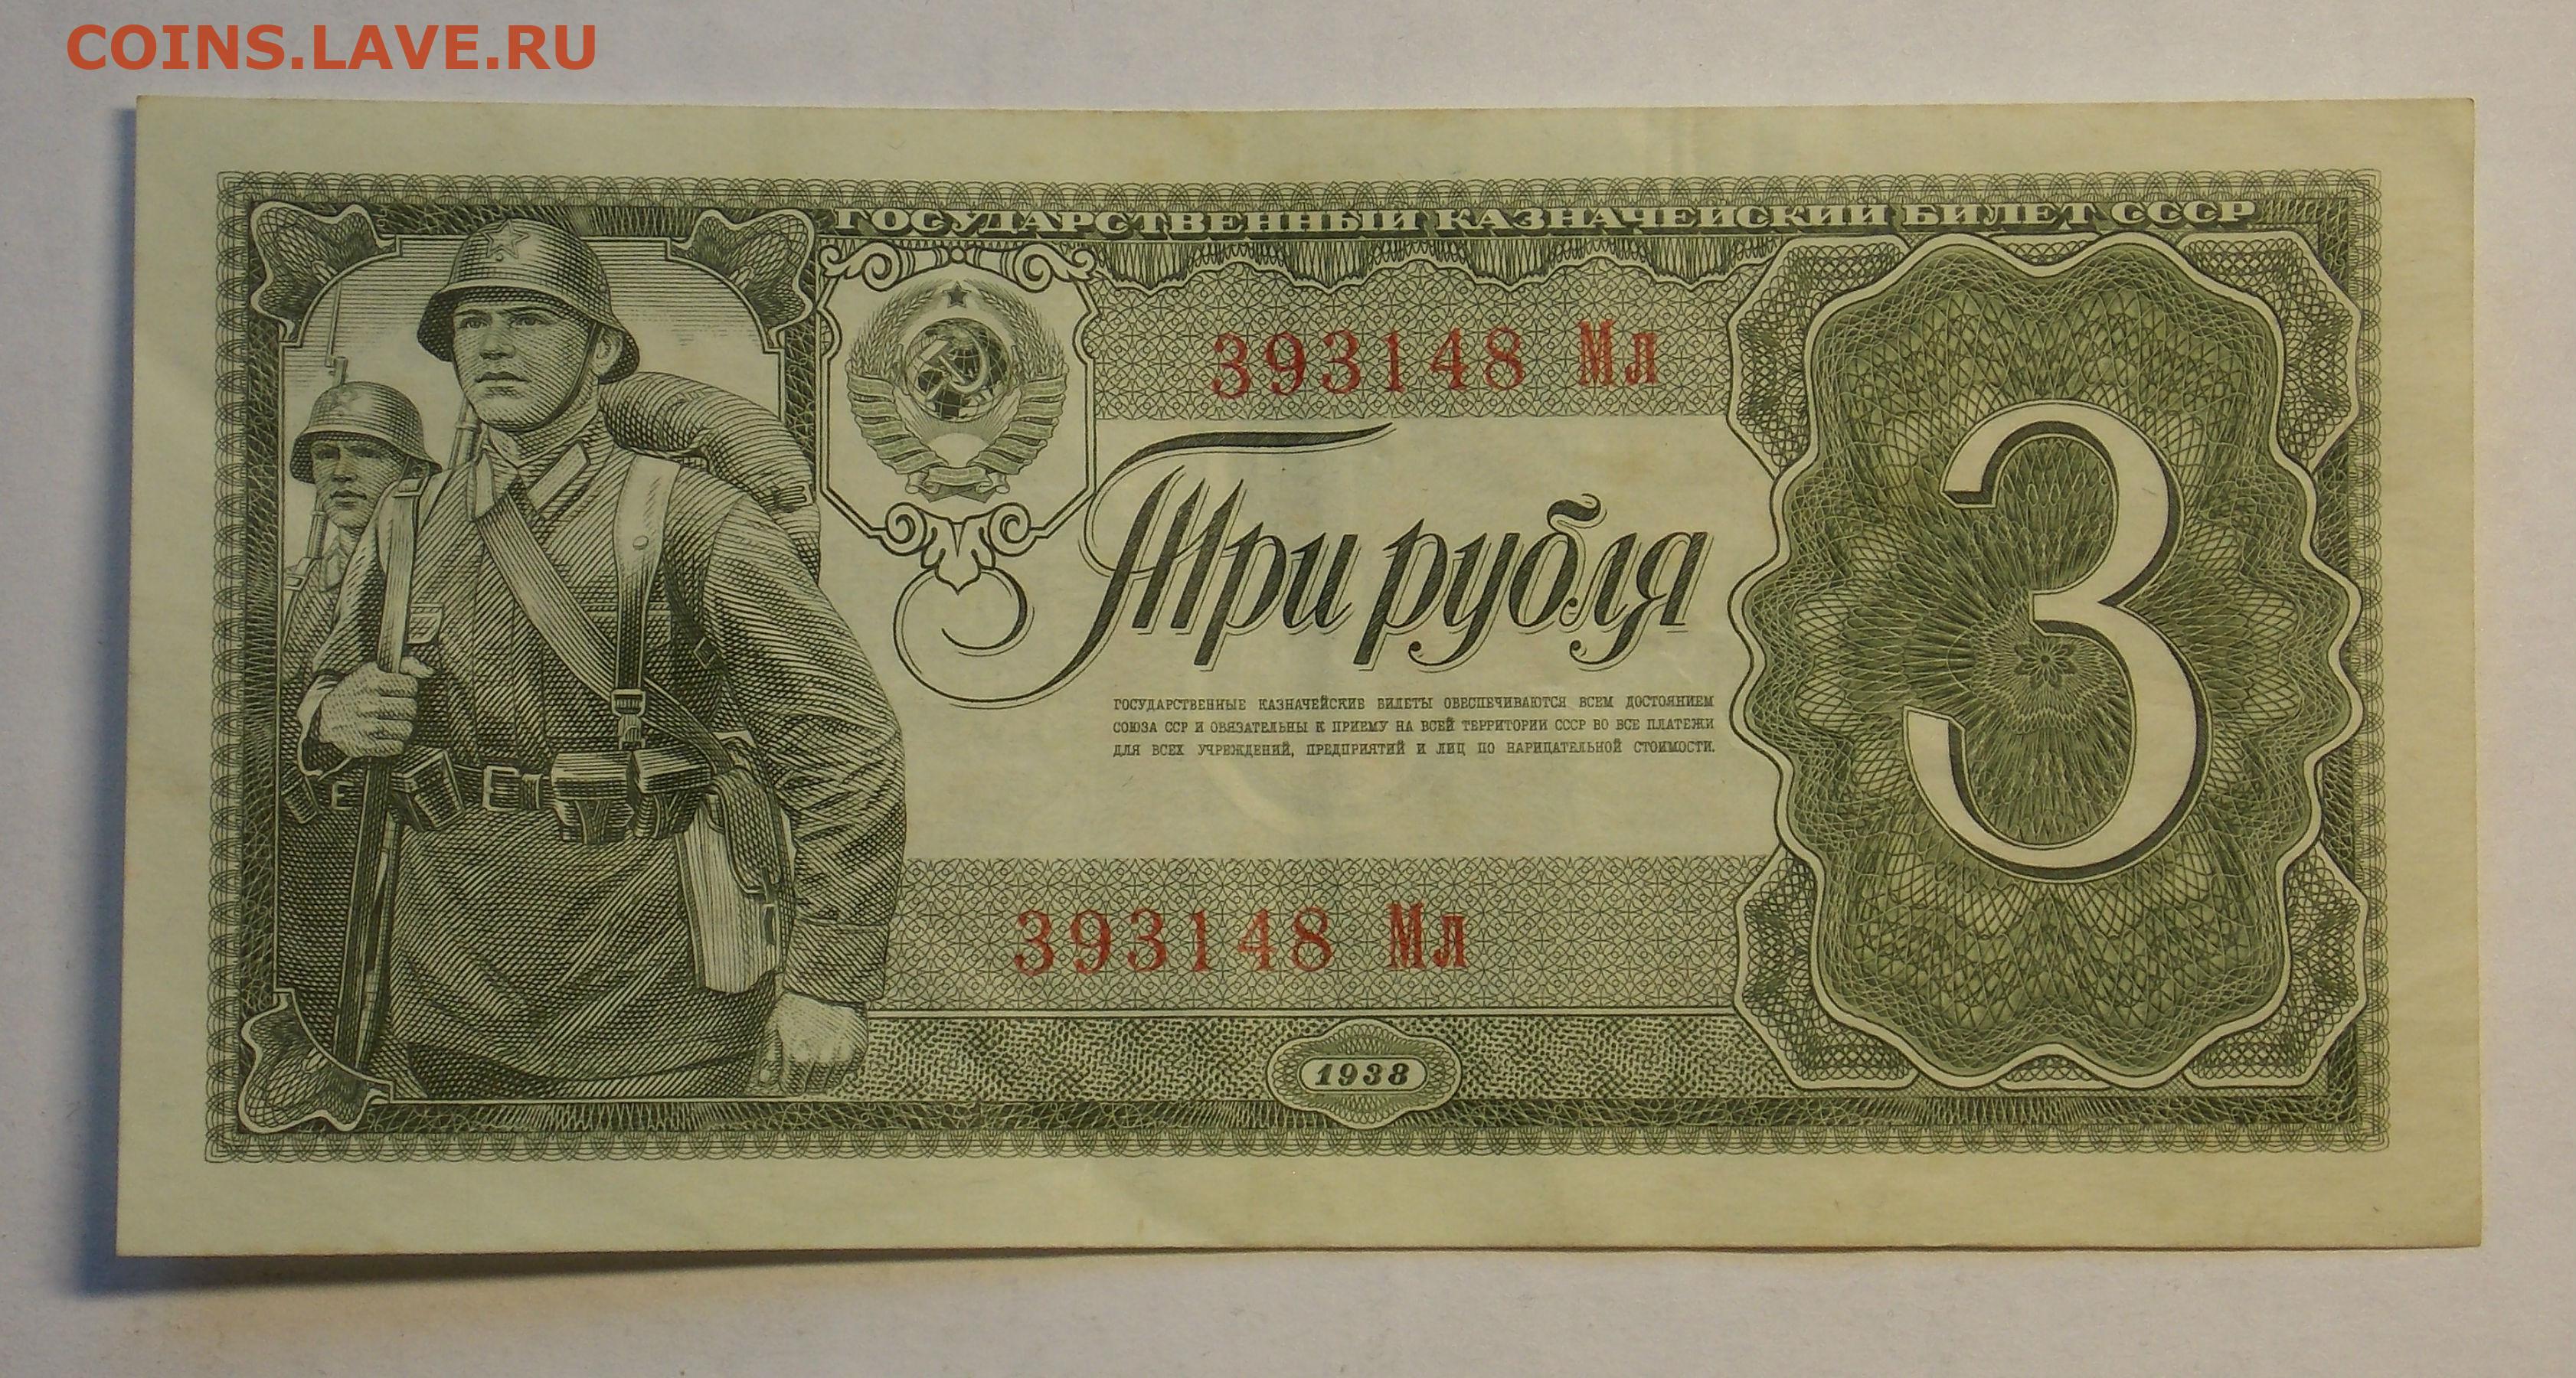 COINS.LAVE.RU
ГОСУДАРСТВЕННЫЙ КАЗНАЧЕЙСКИЙ БИЛЕТ СССР
393148 Мл
Три рубля
3
ГОСУДАРСТВЕННЫЕ КАЗНАЧЕЙСКИЕ БИЛЕТЫ ОБЕСПЕЧИВАЮТСЯ ВСЕМ ДОСТОЯНИЕМ
СОЮЗА ССР И ОБЯЗАТЕЛЬНЫ К ПРИЕМУ НА ВСЕЙ ТЕРРИТОРИИ СССР ВО ВСЕ ПЛАТЕЖИ
ДЛЯ ВСЕХ УЧРЕЖДЕНИЙ, ПРЕДПРИЯТИЙ И ЛИЦ ПО НАРИЦАТЕЛЬНОЙ СТОИМОСТИ.
393148 Мл
1938